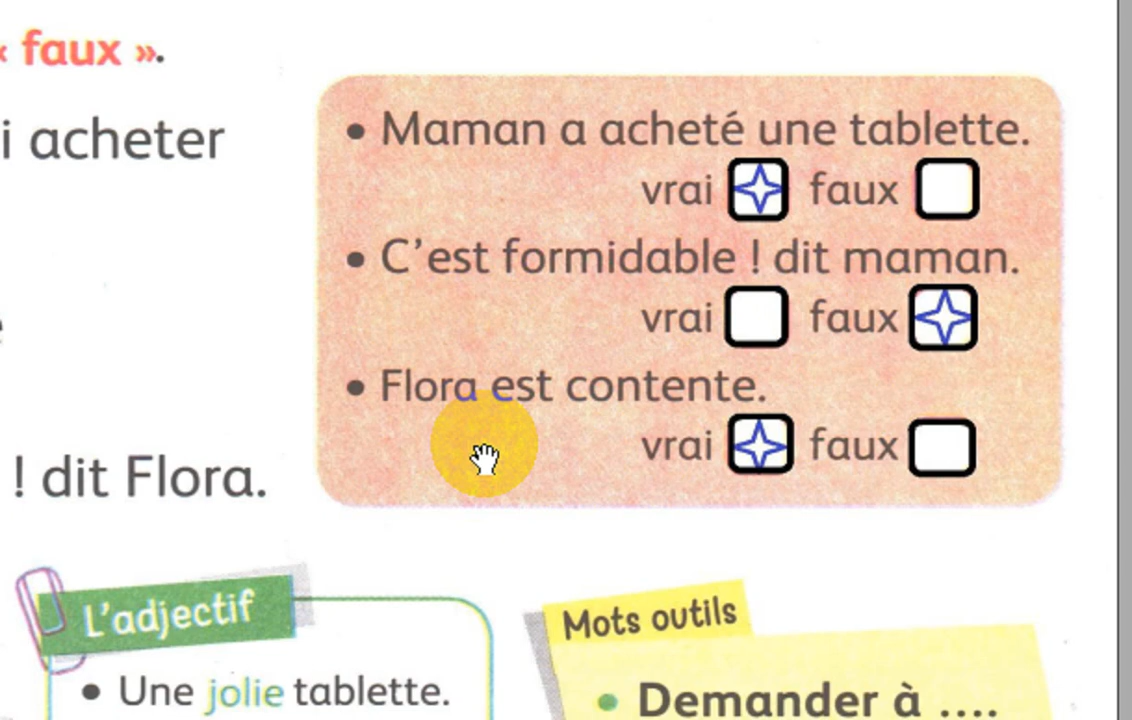 « faux ».
i acheter
• Maman a acheté une tablette.
vrai faux
• C'est formidable ! dit maman.
vrai faux
• Flora est contente.
vrai faux
! dit Flora.
L'adjectif
• Une jolie tablette.
Mots outils
• Demander à ....